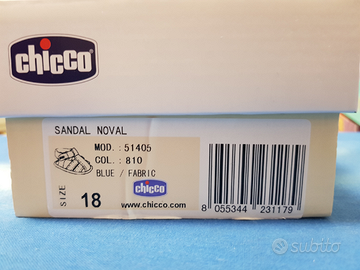 chicco
SANDAL NOVAL
MOD.: 51405
COL.: 810
BLUE / FABRIC
SIZE 18
chicco
www.chicco.com
8 055344 231179
subito